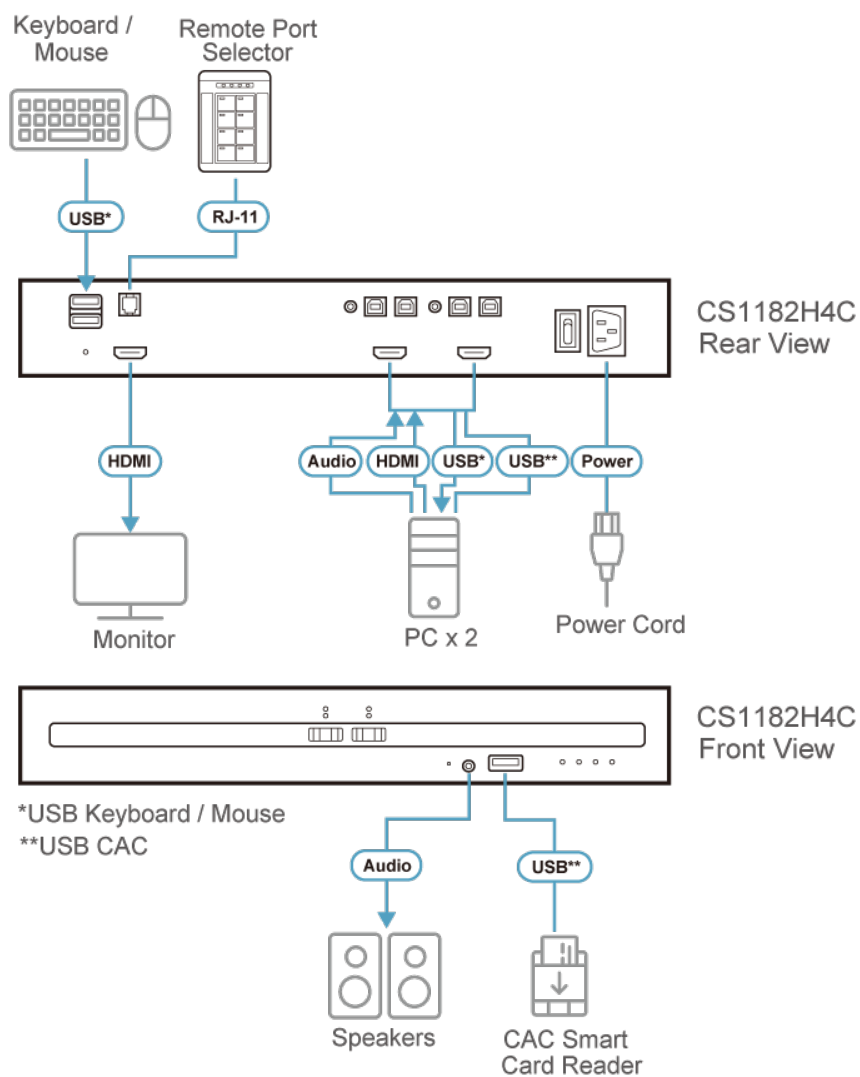 Keyboard /
Mouse
Remote Port
Selector
USB*
RJ-11
CS1182H4C
Rear View
HDMI
Audio
HDMI
USB*
USB**
Power
Monitor
PC x 2
Power Cord
CS1182H4C
Front View
*USB Keyboard / Mouse
**USB CAC
Audio
USB**
Speakers
CAC Smart
Card Reader